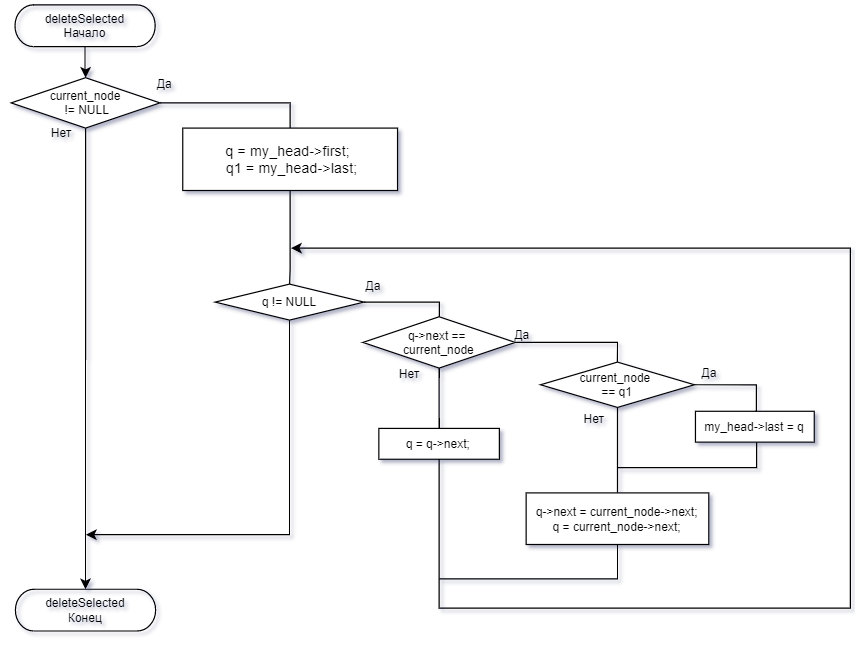 deleteSelected
Начало
current_node
!= NULL
Да
Нет
q = my_head->first;
q1 = my_head->last;
q != NULL
Да
q->next ==
current_node
Да
Нет
current_node
== q1
Да
Нет
my_head->last = q
q = q->next;
q->next = current_node->next;
q = current_node->next;
deleteSelected
Конец